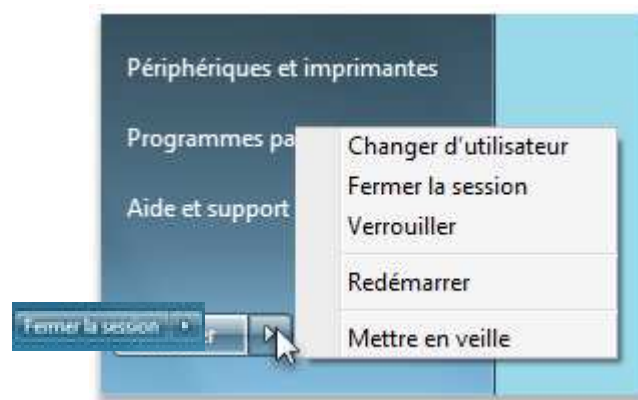 Périphériques et imprimantes
Programmes pa
Aide et support
Changer d'utilisateur
Fermer la session
Verrouiller
Redémarrer
Mettre en veille
Fermer la session